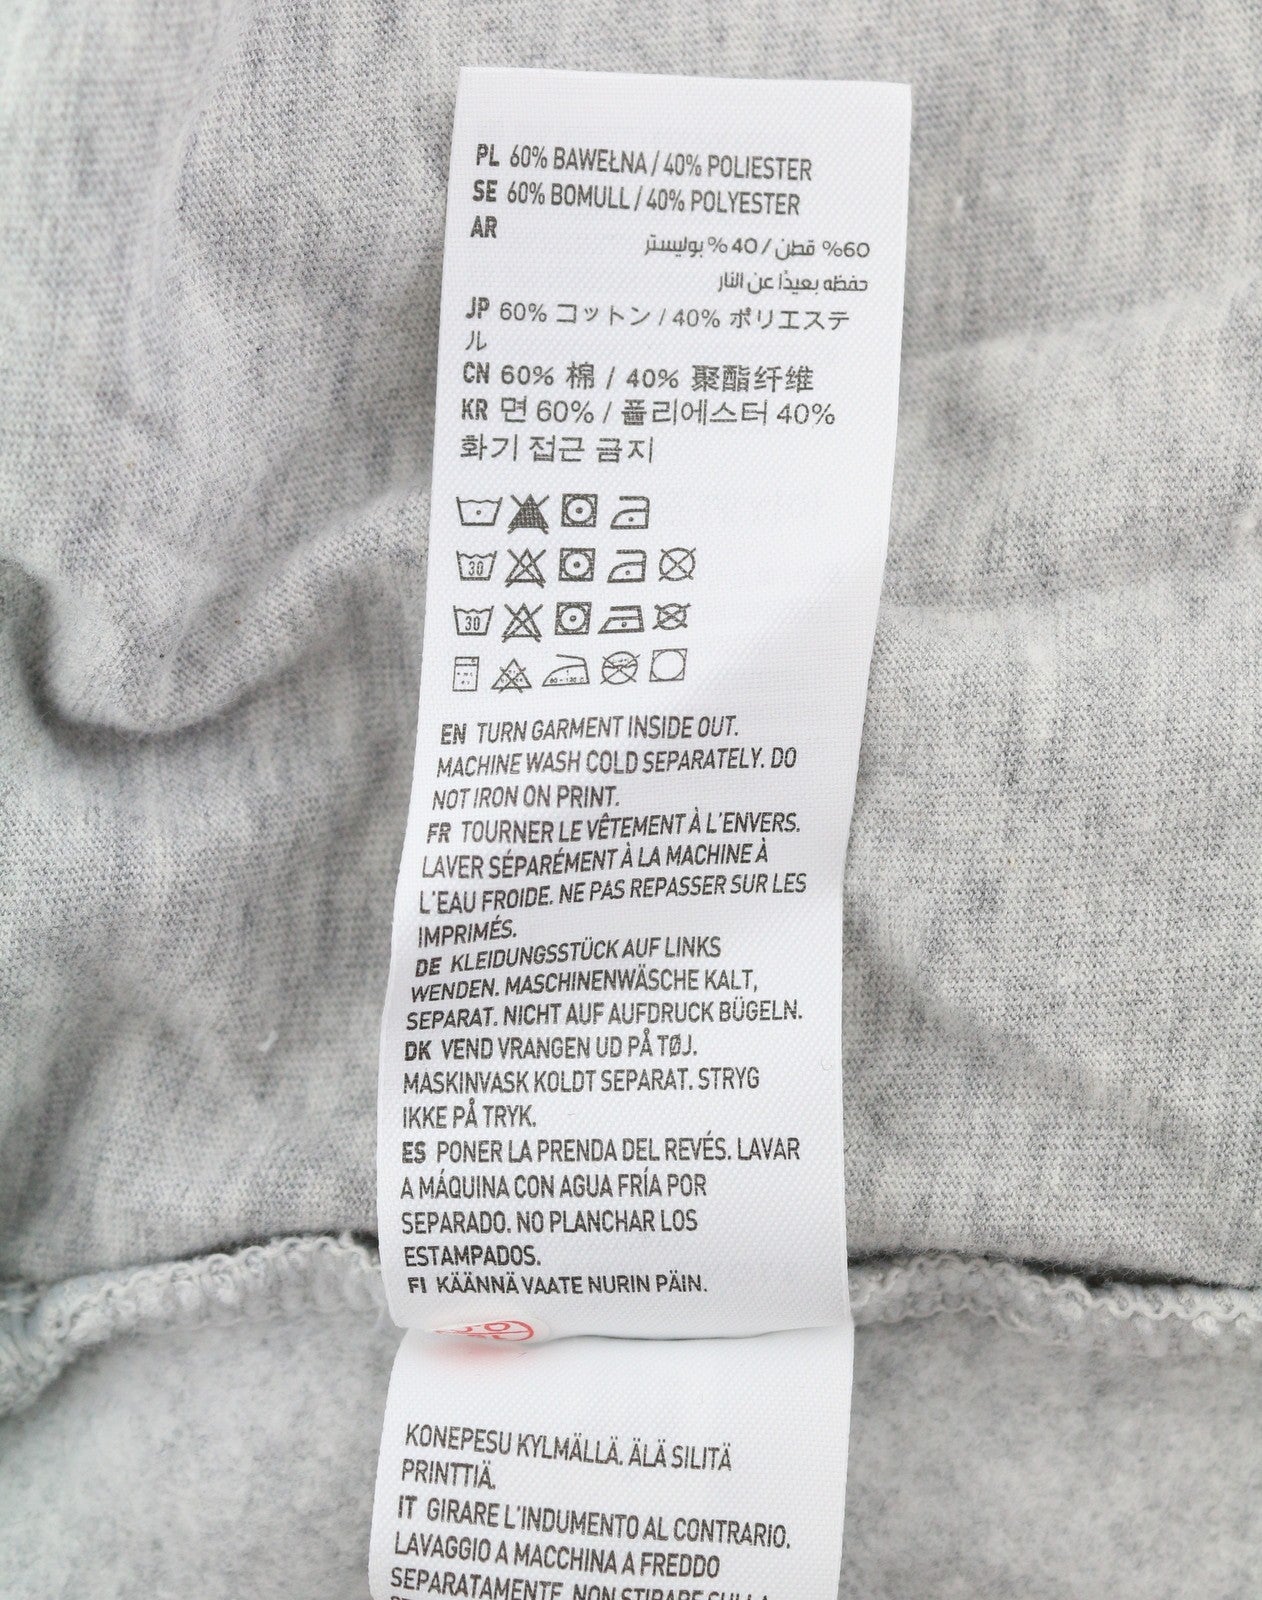 PL 60% BAWEŁNA / 40% POLIESTER
SE 60% BOMULL / 40% POLYESTER
AR
60% قطن / 40% بوليستر
حفظه بعيدًا عن النار
JP 60% コットン / 40% ポリエステ
ル
CN 60% 棉 / 40% 聚酯纤维
KR 면 60% / 폴리에스터 40%
화기 접근 금지
30
30
EN TURN GARMENT INSIDE OUT.
MACHINE WASH COLD SEPARATELY. DO
NOT IRON ON PRINT.
FR TOURNER LE VÊTEMENT À L'ENVERS.
LAVER SÉPARÉMENT À LA MACHINE À
L'EAU FROIDE. NE PAS REPASSER SUR LES
IMPRIMÉS.
DE KLEIDUNGSSTÜCK AUF LINKS
WENDEN. MASCHINENWÄSCHE KALT,
SEPARAT. NICHT AUF AUFDRUCK BÜGELN.
DK VEND VRANGEN UD PÅ TØJ.
MASKINVASK KOLDT SEPARAT. STRYG
IKKE PÅ TRYK.
ES PONER LA PRENDA DEL REVÉS. LAVAR
A MÁQUINA CON AGUA FRÍA POR
SEPARADO. NO PLANCHAR LOS
ESTAMPADOS.
FI KÄÄNNÄ VAATE NURIN PÄIN.
KONEPESU KYLMÄLLÄ. ÄLÄ SILITÄ
PRINTTIÄ.
IT GIRARE L'INDUMENTO AL CONTRARIO.
LAVAGGIO A MACCHINA A FREDDO
SEPARATAMENTE. NON STIRARE SULLA